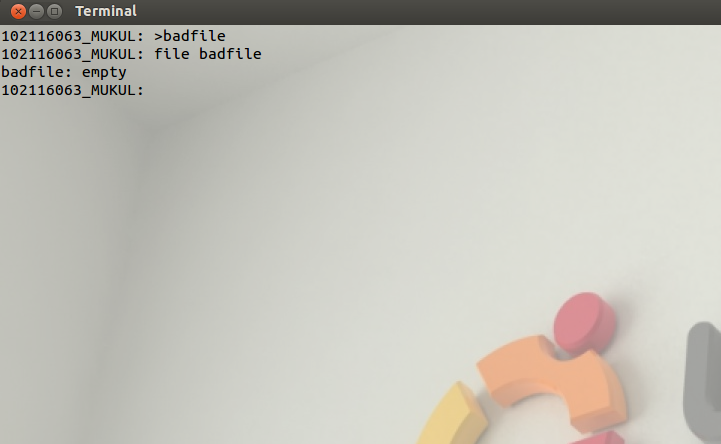 Terminal
102116063_MUKUL: >badfile
102116063_MUKUL: file badfile
badfile: empty
102116063_MUKUL: